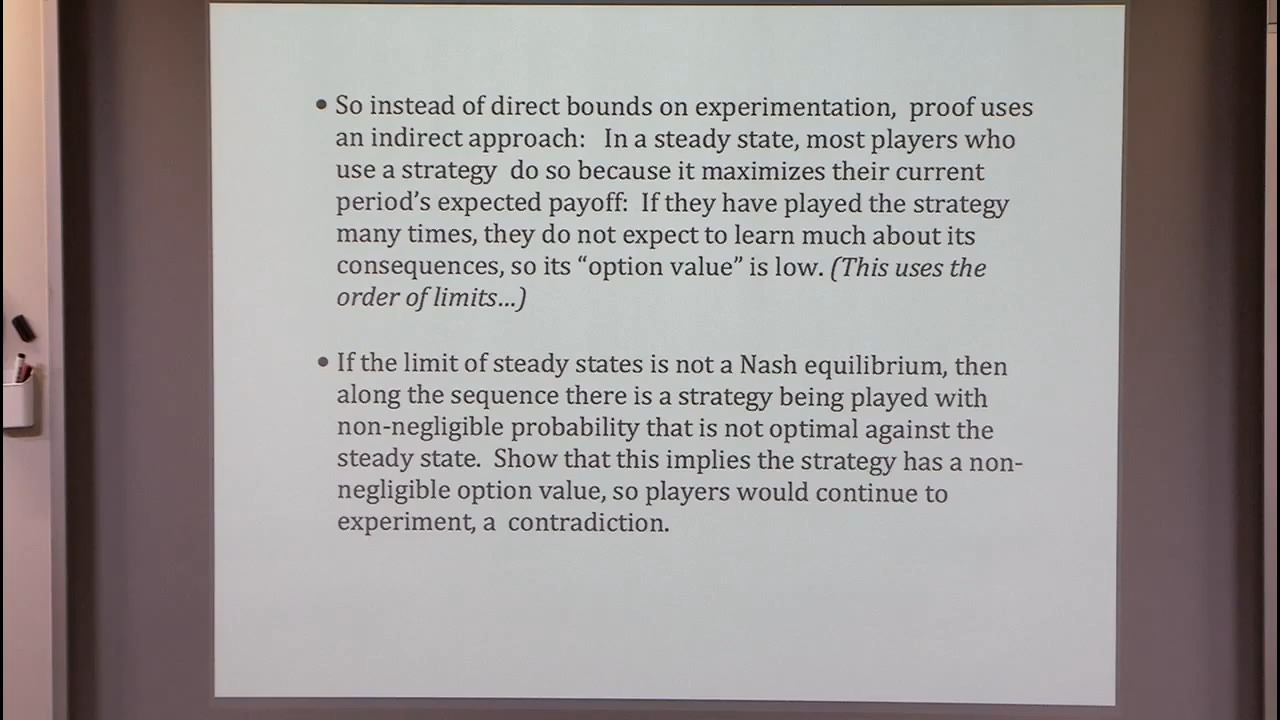 • So instead of direct bounds on experimentation, proof uses
an indirect approach: In a steady state, most players who
use a strategy do so because it maximizes their current
period's expected payoff: If they have played the strategy
many times, they do not expect to learn much about its
consequences, so its “option value” is low. (This uses the
order of limits...)
• If the limit of steady states is not a Nash equilibrium, then
along the sequence there is a strategy being played with
non-negligible probability that is not optimal against the
steady state. Show that this implies the strategy has a non-
negligible option value, so players would continue to
experiment, a contradiction.